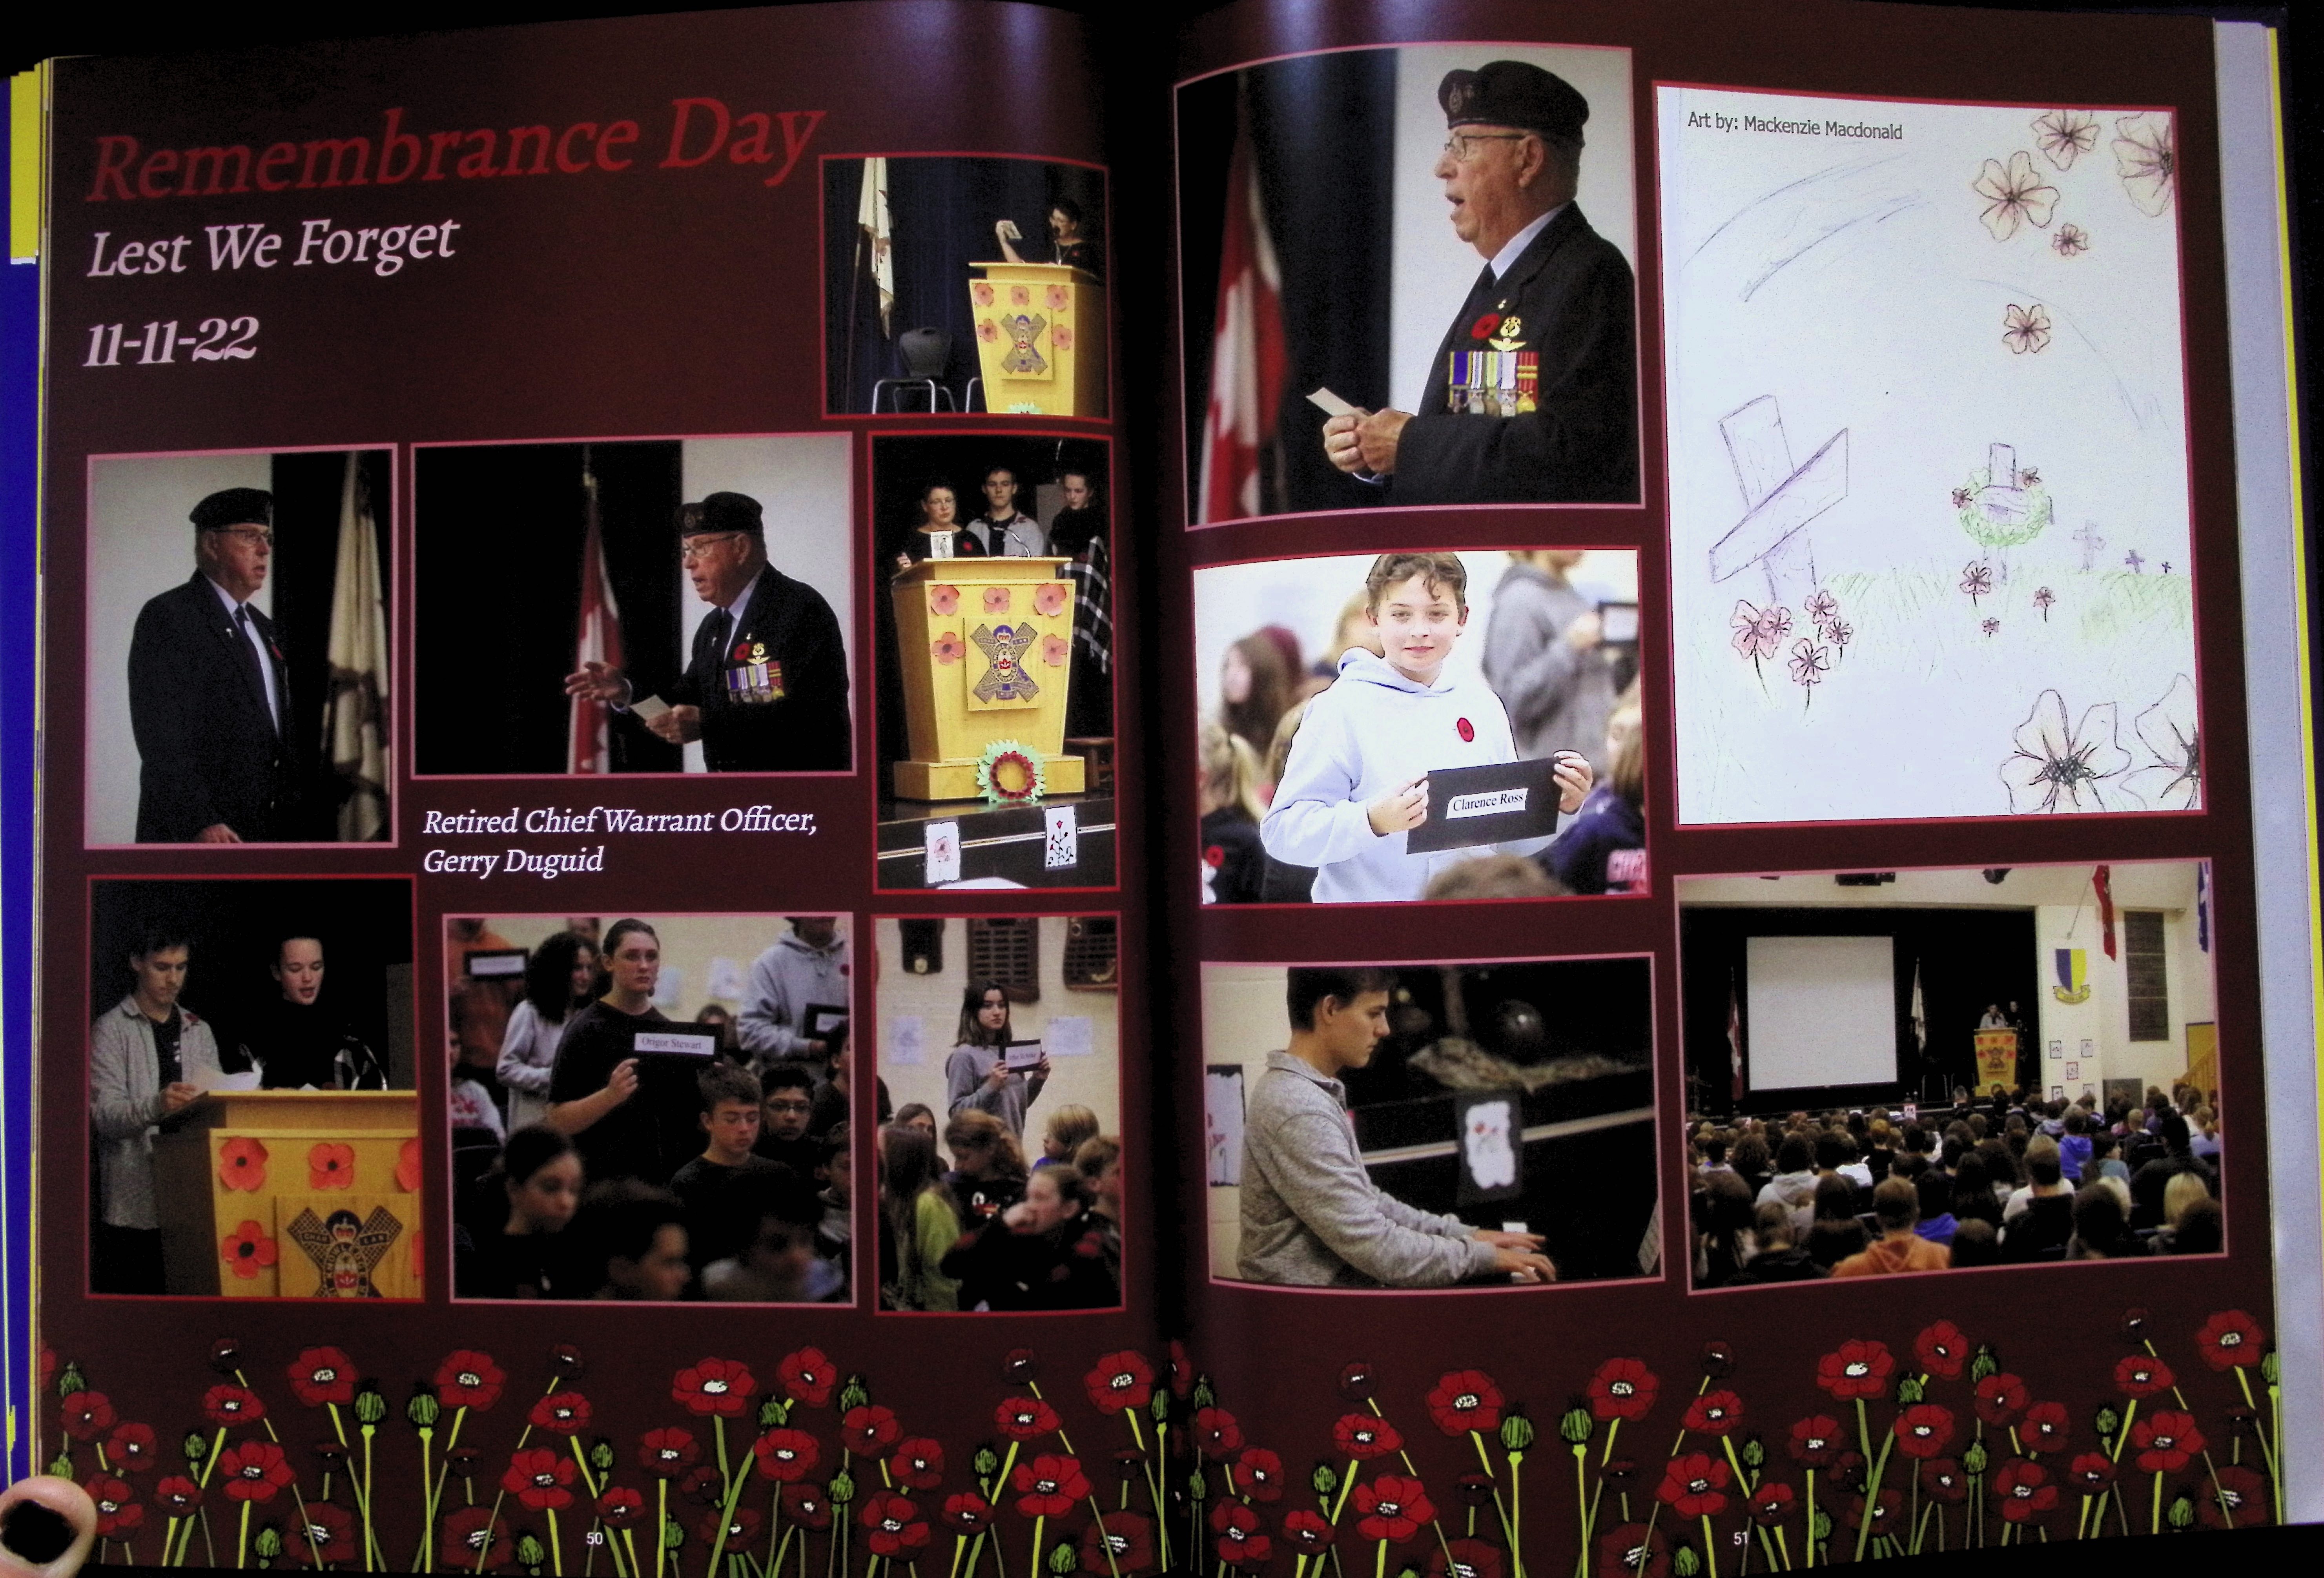 Remembrance Day
Lest We Forget
11-11-22
Retired Chief Warrant Officer,
Gerry Duguid
Origor Stewart
50
Art by: Mackenzie Macdonald
Clarence Ross
51